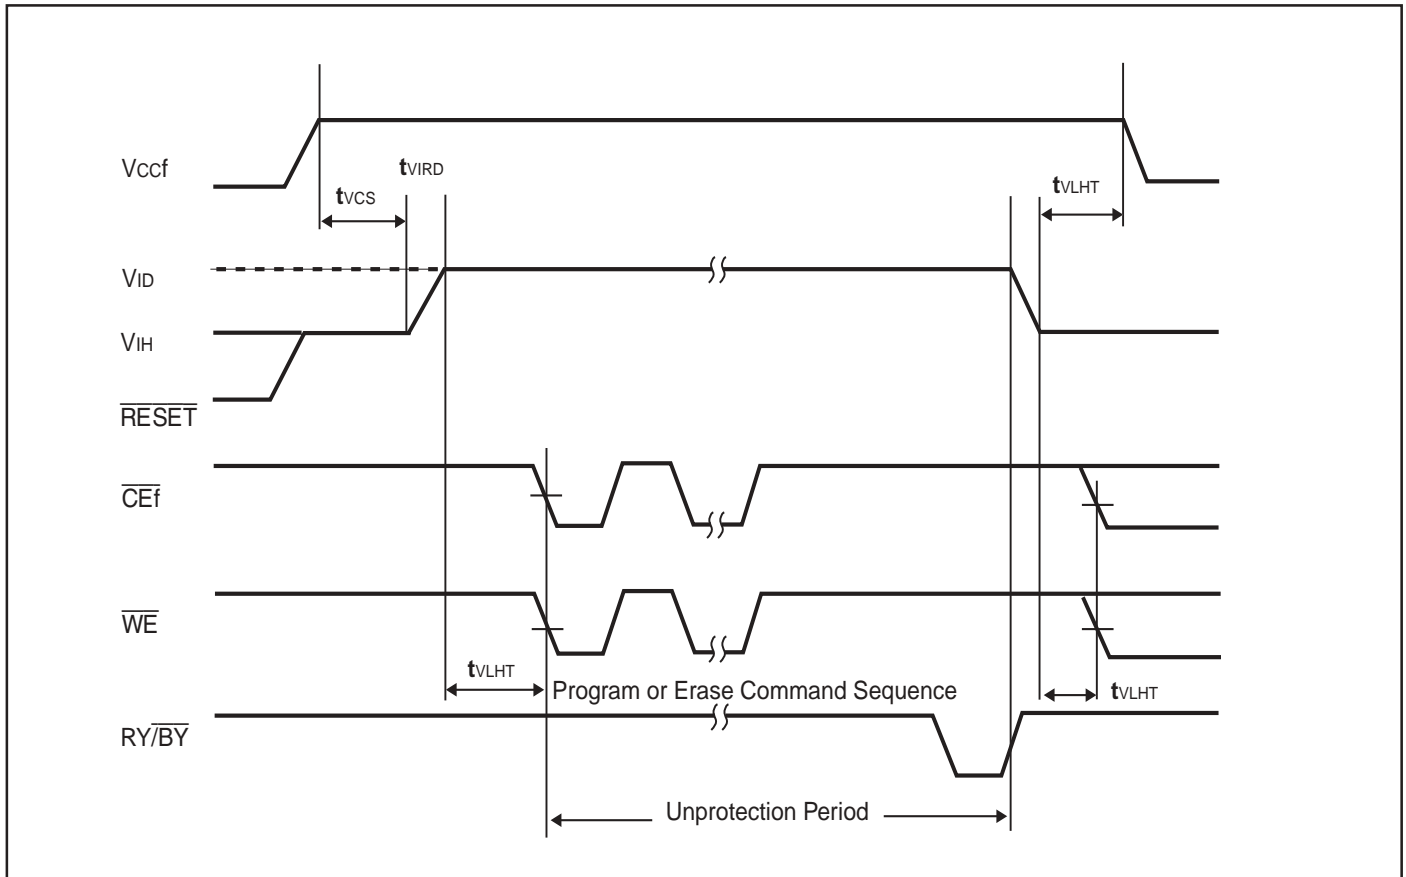 VCCf
tVIRD
tVCS
tVLHT
VID
VIH
RESET
CEf
WE
tVLHT
Program or Erase Command Sequence
tVLHT
RY/BY
Unprotection Period